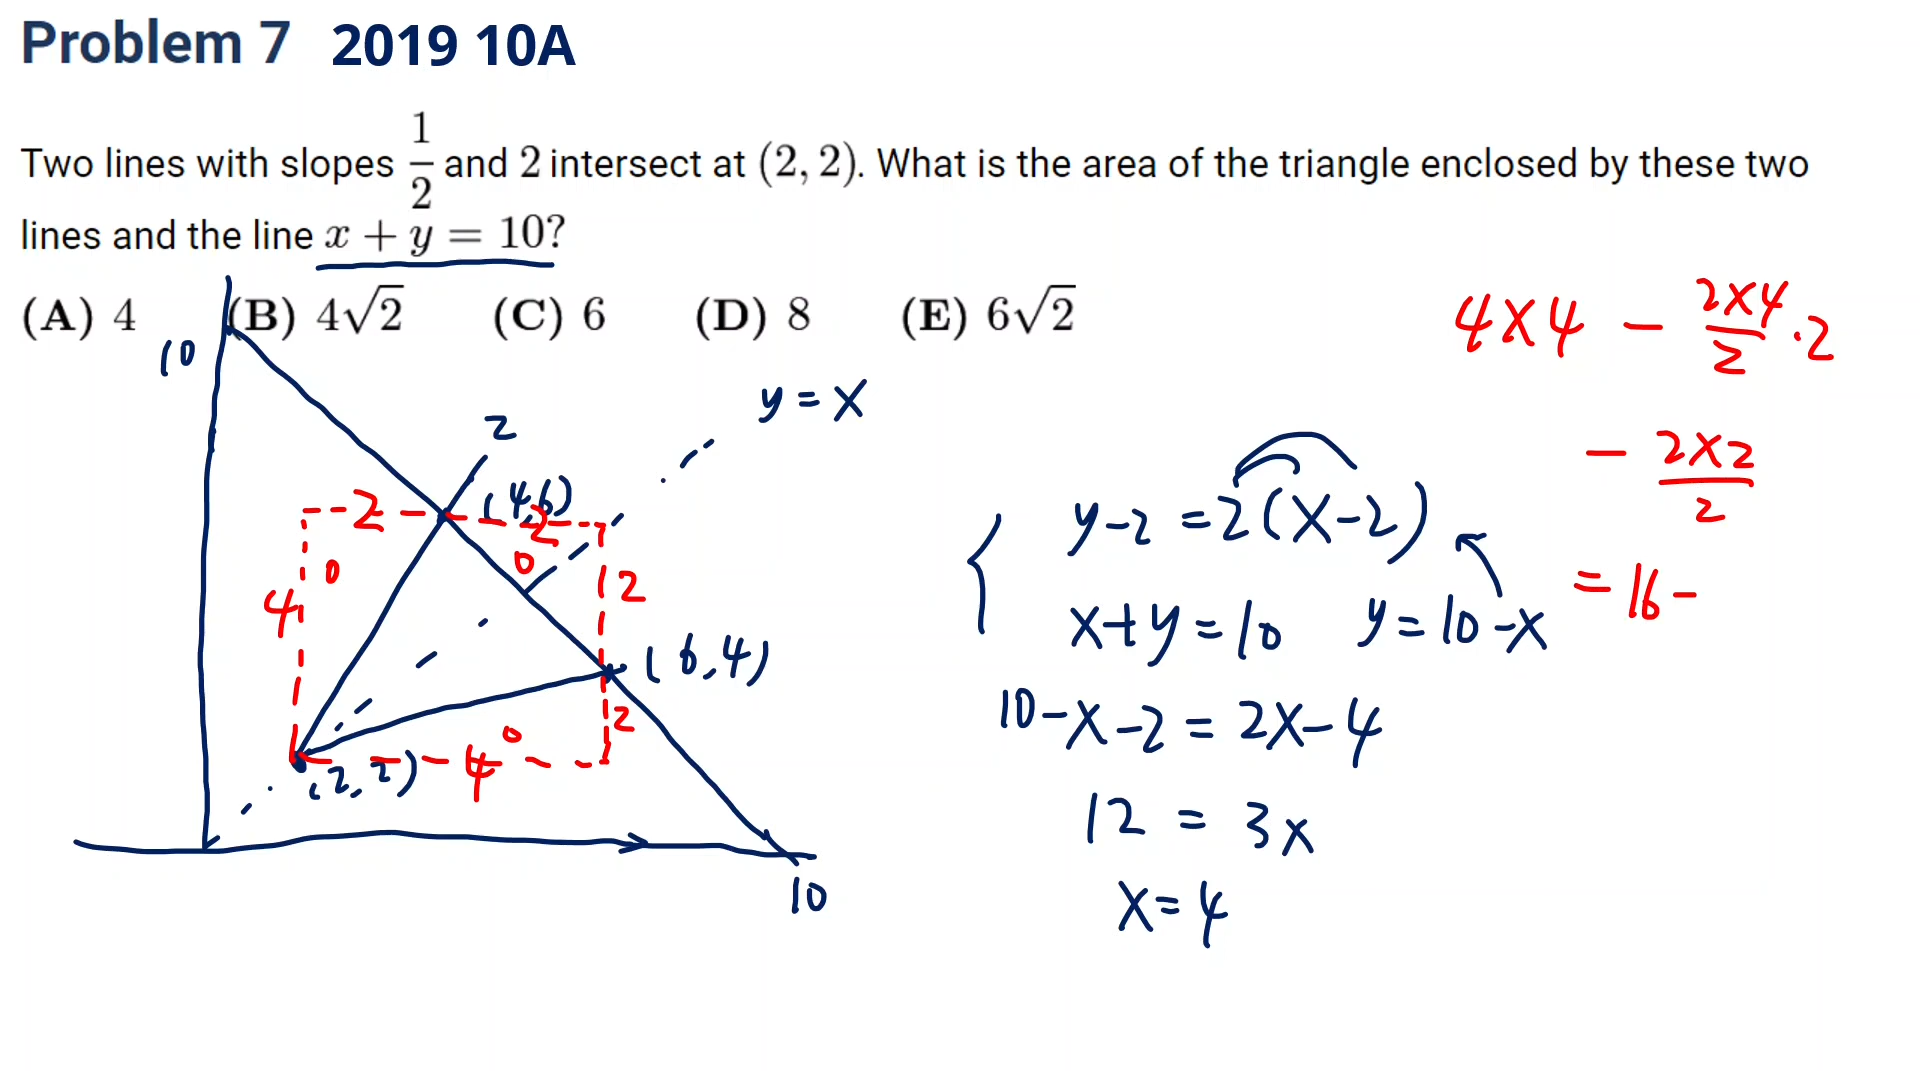 Problem 7 2019 10A
Two lines with slopes 1/2 and 2 intersect at (2, 2). What is the area of the triangle enclosed by these two
lines and the line x + y = 10?
(A) 4 (B) 4√2 (C) 6 (D) 8 (E) 6√2
10
2
y = x
(4,6)
2
2
0
0
4
2
(6,4)
2
0
4
(2,2)
10
y-2 = 2(x-2)
x+y=10 y=10-x
10-x-2 = 2x-4
12 = 3x
x=4
4x4 - 2x4/2 ·2
- 2x2/2
= 16-